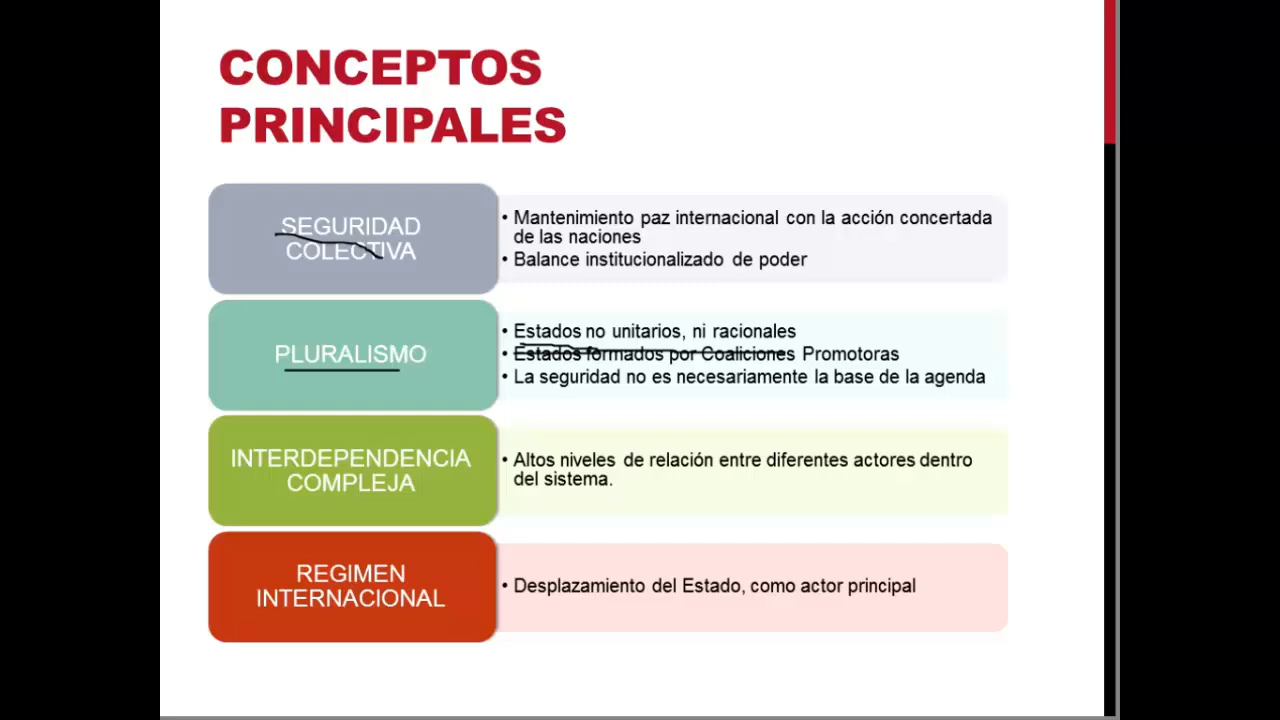 CONCEPTOS
PRINCIPALES
SEGURIDAD
COLECTIVA
• Mantenimiento paz internacional con la acción concertada
de las naciones
• Balance institucionalizado de poder
PLURALISMO
• Estados no unitarios, ni racionales
• Estados formados por Coaliciones Promotoras
• La seguridad no es necesariamente la base de la agenda
INTERDEPENDENCIA
COMPLEJA
• Altos niveles de relación entre diferentes actores dentro
del sistema.
REGIMEN
INTERNACIONAL
• Desplazamiento del Estado, como actor principal